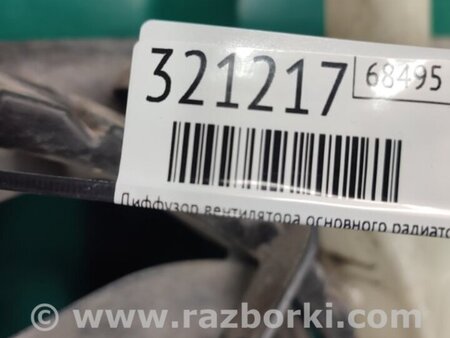 321217 68495
Диффузор вентилятора основного радиато
© www.razborki.com